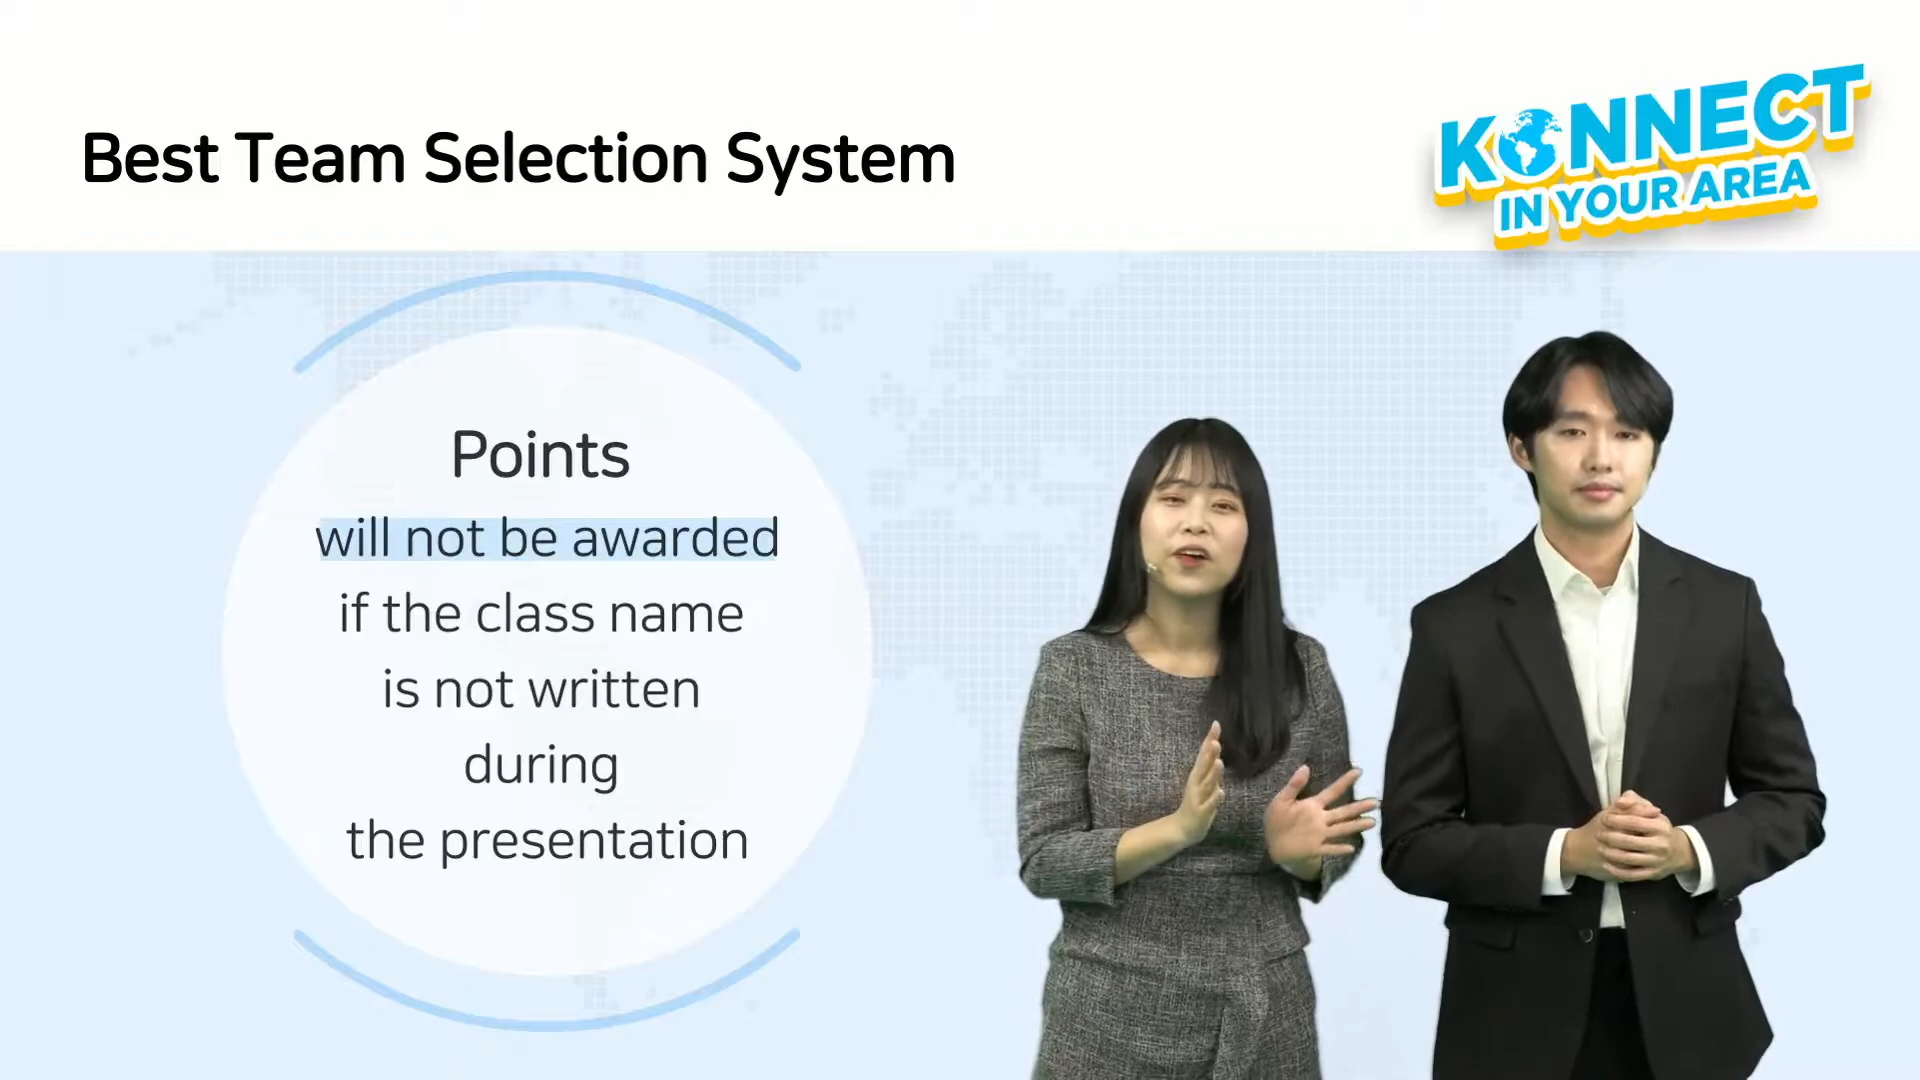 Best Team Selection System
KONNECT
IN YOUR AREA
Points
will not be awarded
if the class name
is not written
during
the presentation